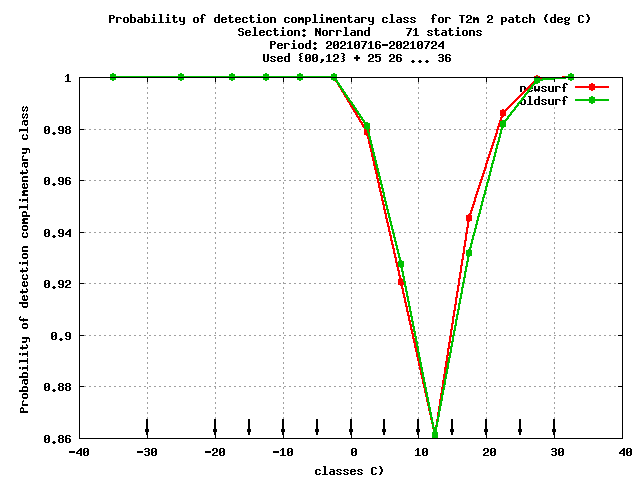 Probability of detection complimentary class  for T2m 2 patch (deg C)
Selection: Norrland     71 stations
Period: 20210716-20210724
Used {00,12} + 25 26 ... 36
Probability of detection complimentary class
1
0.98
0.96
0.94
0.92
0.9
0.88
0.86
newsurf
oldsurf
-40 -30 -20 -10 0 10 20 30 40
classes C)